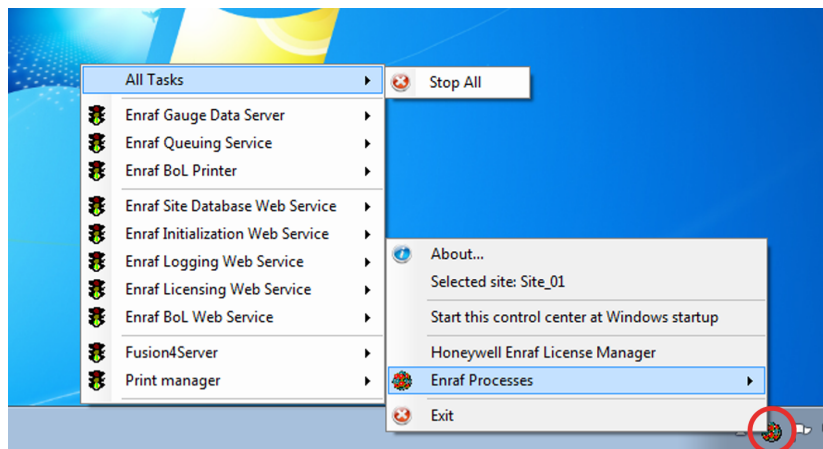 All Tasks
Stop All
Enraf Gauge Data Server
Enraf Queuing Service
Enraf BoL Printer
Enraf Site Database Web Service
Enraf Initialization Web Service
Enraf Logging Web Service
Enraf Licensing Web Service
Enraf BoL Web Service
Fusion4Server
Print manager
About...
Selected site: Site_01
Start this control center at Windows startup
Honeywell Enraf License Manager
Enraf Processes
Exit